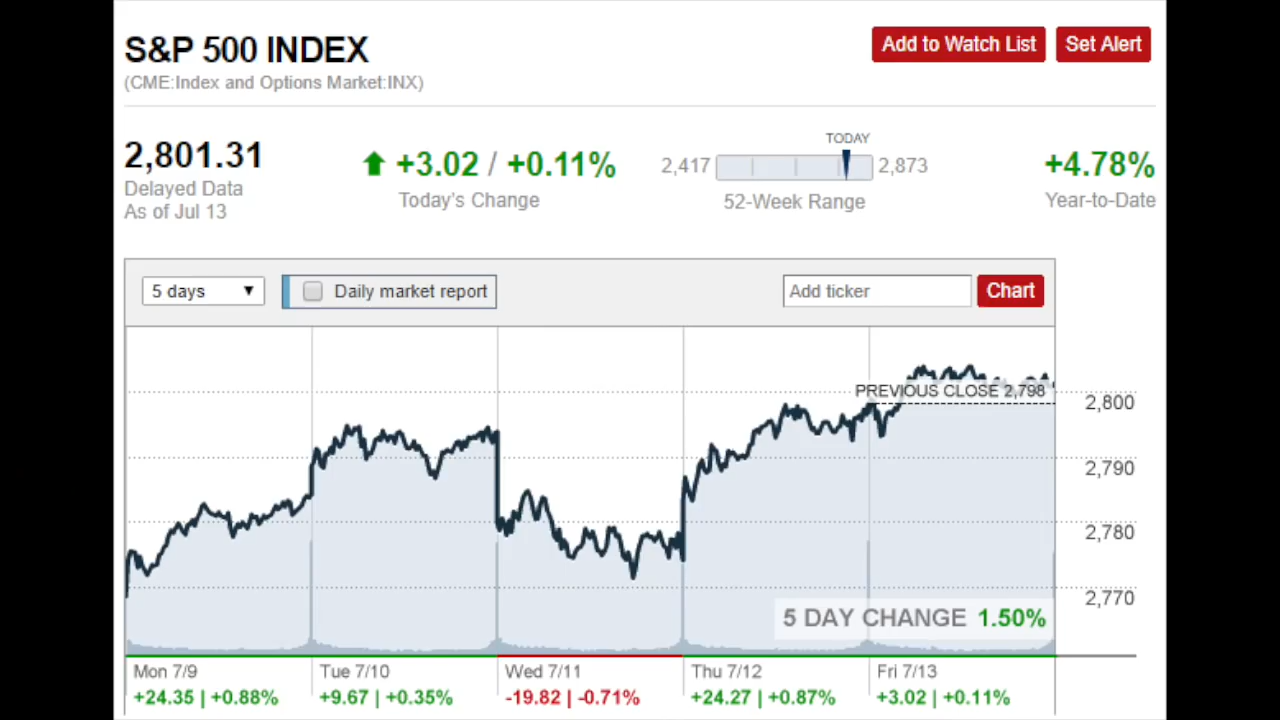 S&P 500 INDEX
Add to Watch List
Set Alert
(CME:Index and Options Market:INX)
2,801.31
Delayed Data
As of Jul 13
+3.02 / +0.11%
Today's Change
TODAY
2,417
2,873
52-Week Range
+4.78%
Year-to-Date
5 days
Daily market report
Add ticker
Chart
PREVIOUS CLOSE 2,798
2,800
2,790
2,780
2,770
5 DAY CHANGE 1.50%
Mon 7/9
+24.35 | +0.88%
Tue 7/10
+9.67 | +0.35%
Wed 7/11
-19.82 | -0.71%
Thu 7/12
+24.27 | +0.87%
Fri 7/13
+3.02 | +0.11%